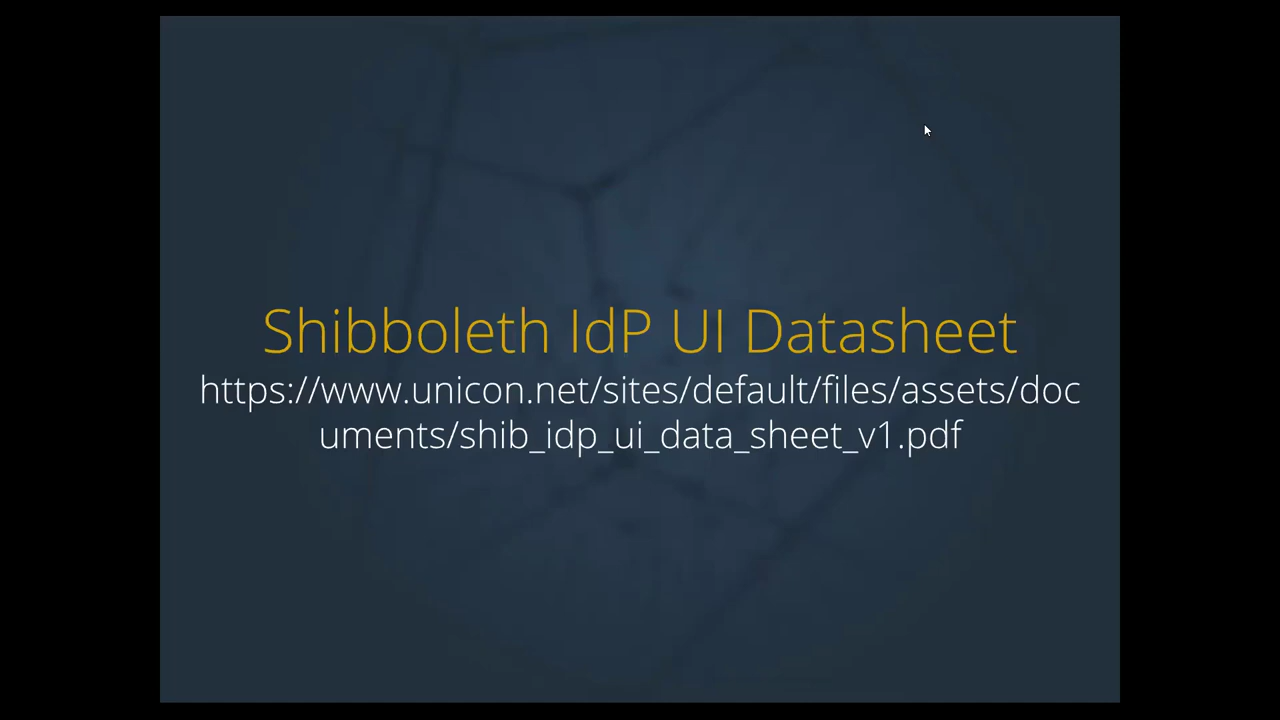 Shibboleth IdP UI Datasheet
https://www.unicon.net/sites/default/files/assets/doc
uments/shib_idp_ui_data_sheet_v1.pdf